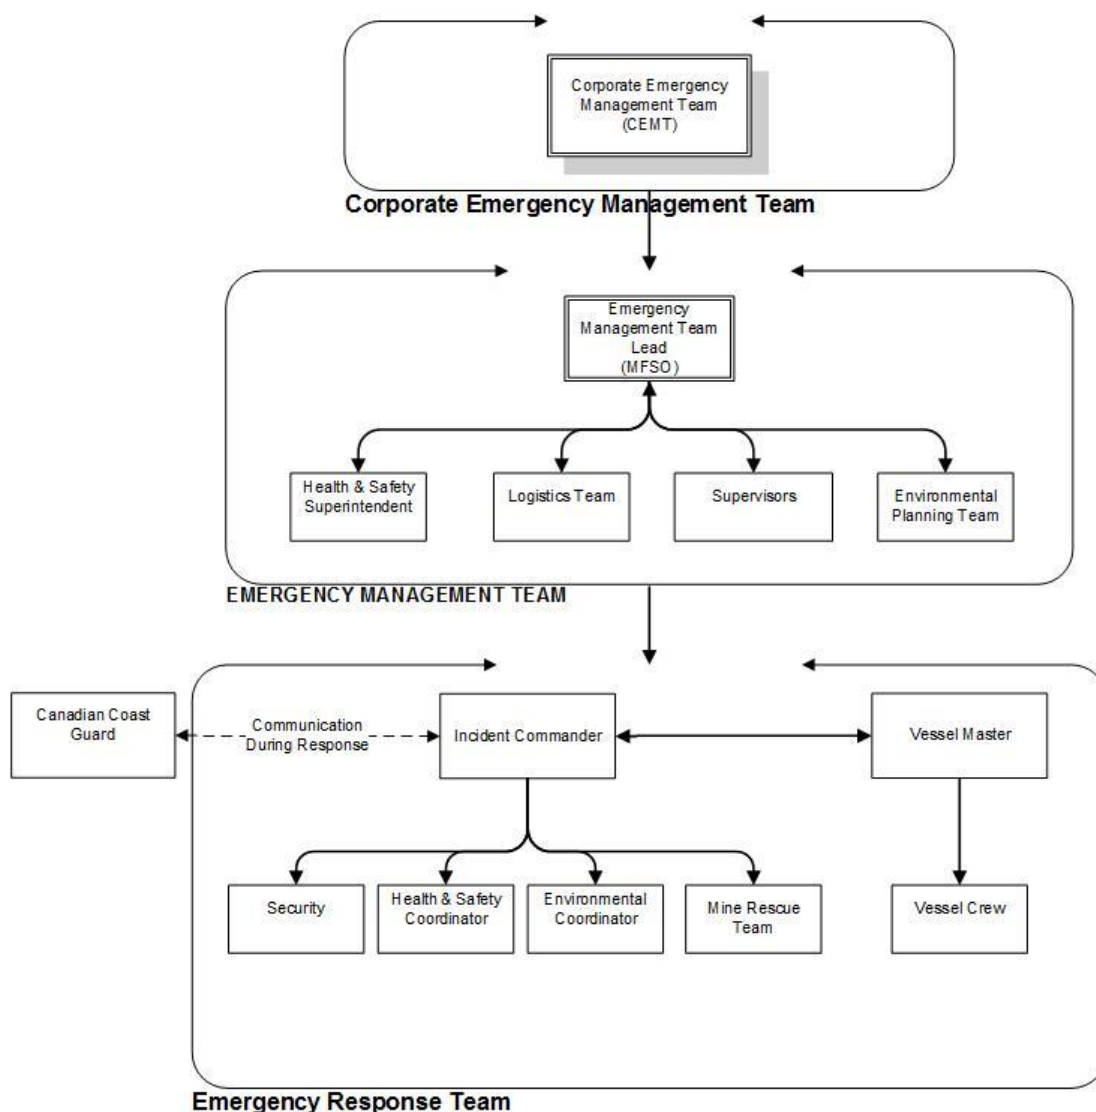 Corporate Emergency
Management Team
(CEMT)
Corporate Emergency Management Team
Emergency
Management Team
Lead
(MFSO)
Health & Safety
Superintendent
Logistics Team
Supervisors
Environmental
Planning Team
EMERGENCY MANAGEMENT TEAM
Canadian Coast
Guard
Communication
During Response
Incident Commander
Vessel Master
Security
Health & Safety
Coordinator
Environmental
Coordinator
Mine Rescue
Team
Vessel Crew
Emergency Response Team